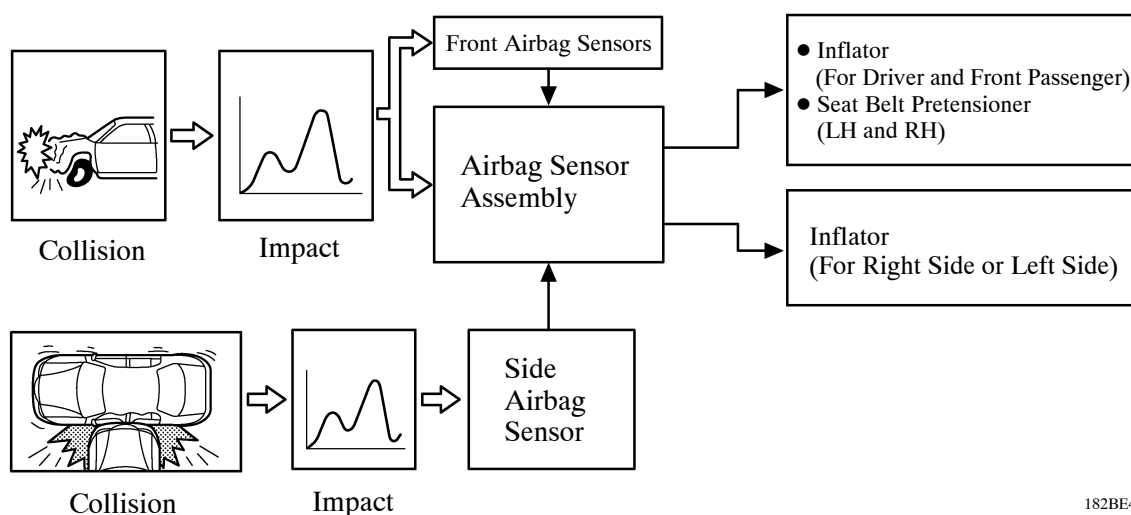 Front Airbag Sensors
● Inflator
(For Driver and Front Passenger)
● Seat Belt Pretensioner
(LH and RH)
Airbag Sensor
Assembly
Collision
Impact
Inflator
(For Right Side or Left Side)
Side
Airbag
Sensor
Collision
Impact